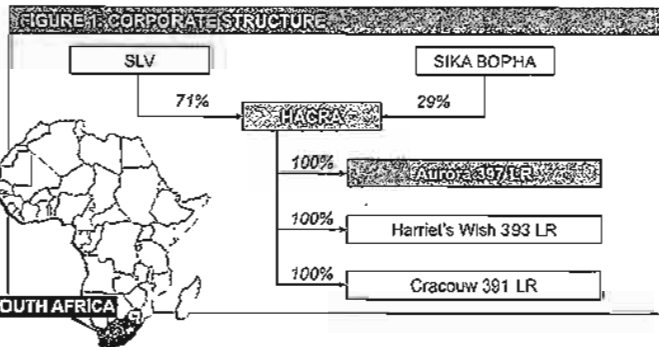 FIGURE 1: CORPORATE STRUCTURE
SLV
SIKA BOPHA
71%
29%
HACRA
100%
Aurora 397 LR
100%
Harriet's Wish 393 LR
100%
Cracouw 391 LR
OUTH AFRICA